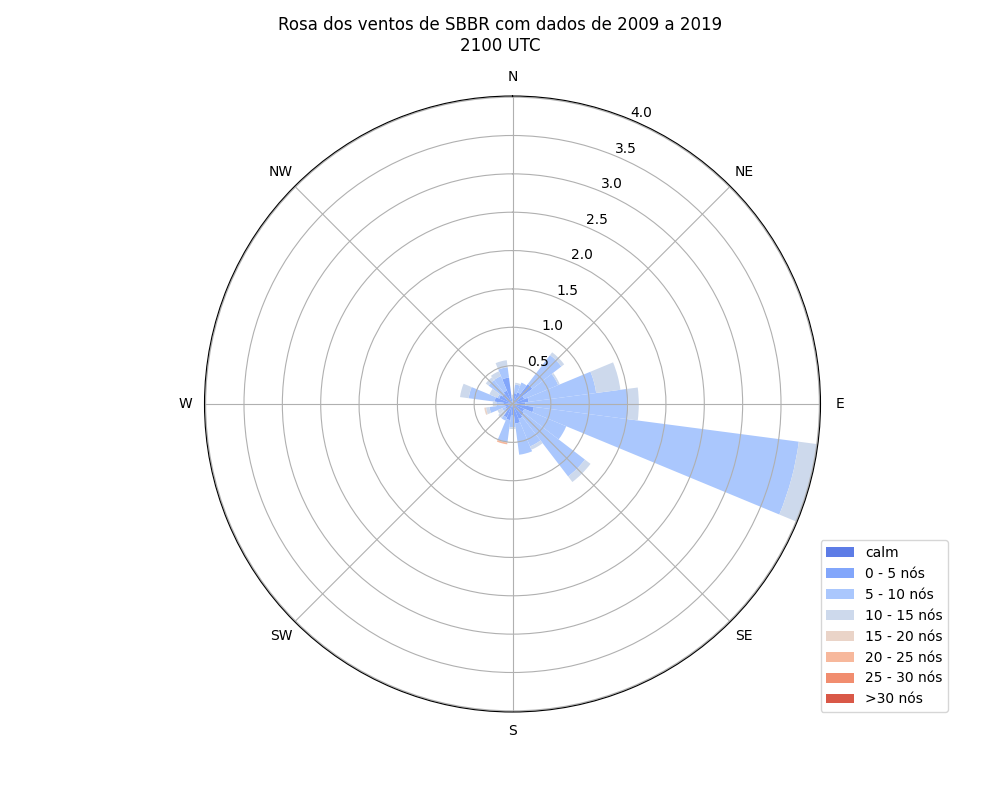 Rosa dos ventos de SBBR com dados de 2009 a 2019
2100 UTC
N
4.0
3.5
NW
NE
3.0
2.5
2.0
1.5
1.0
0.5
W
E
calm
0 - 5 nós
5 - 10 nós
10 - 15 nós
SW
SE
15 - 20 nós
20 - 25 nós
25 - 30 nós
>30 nós
S